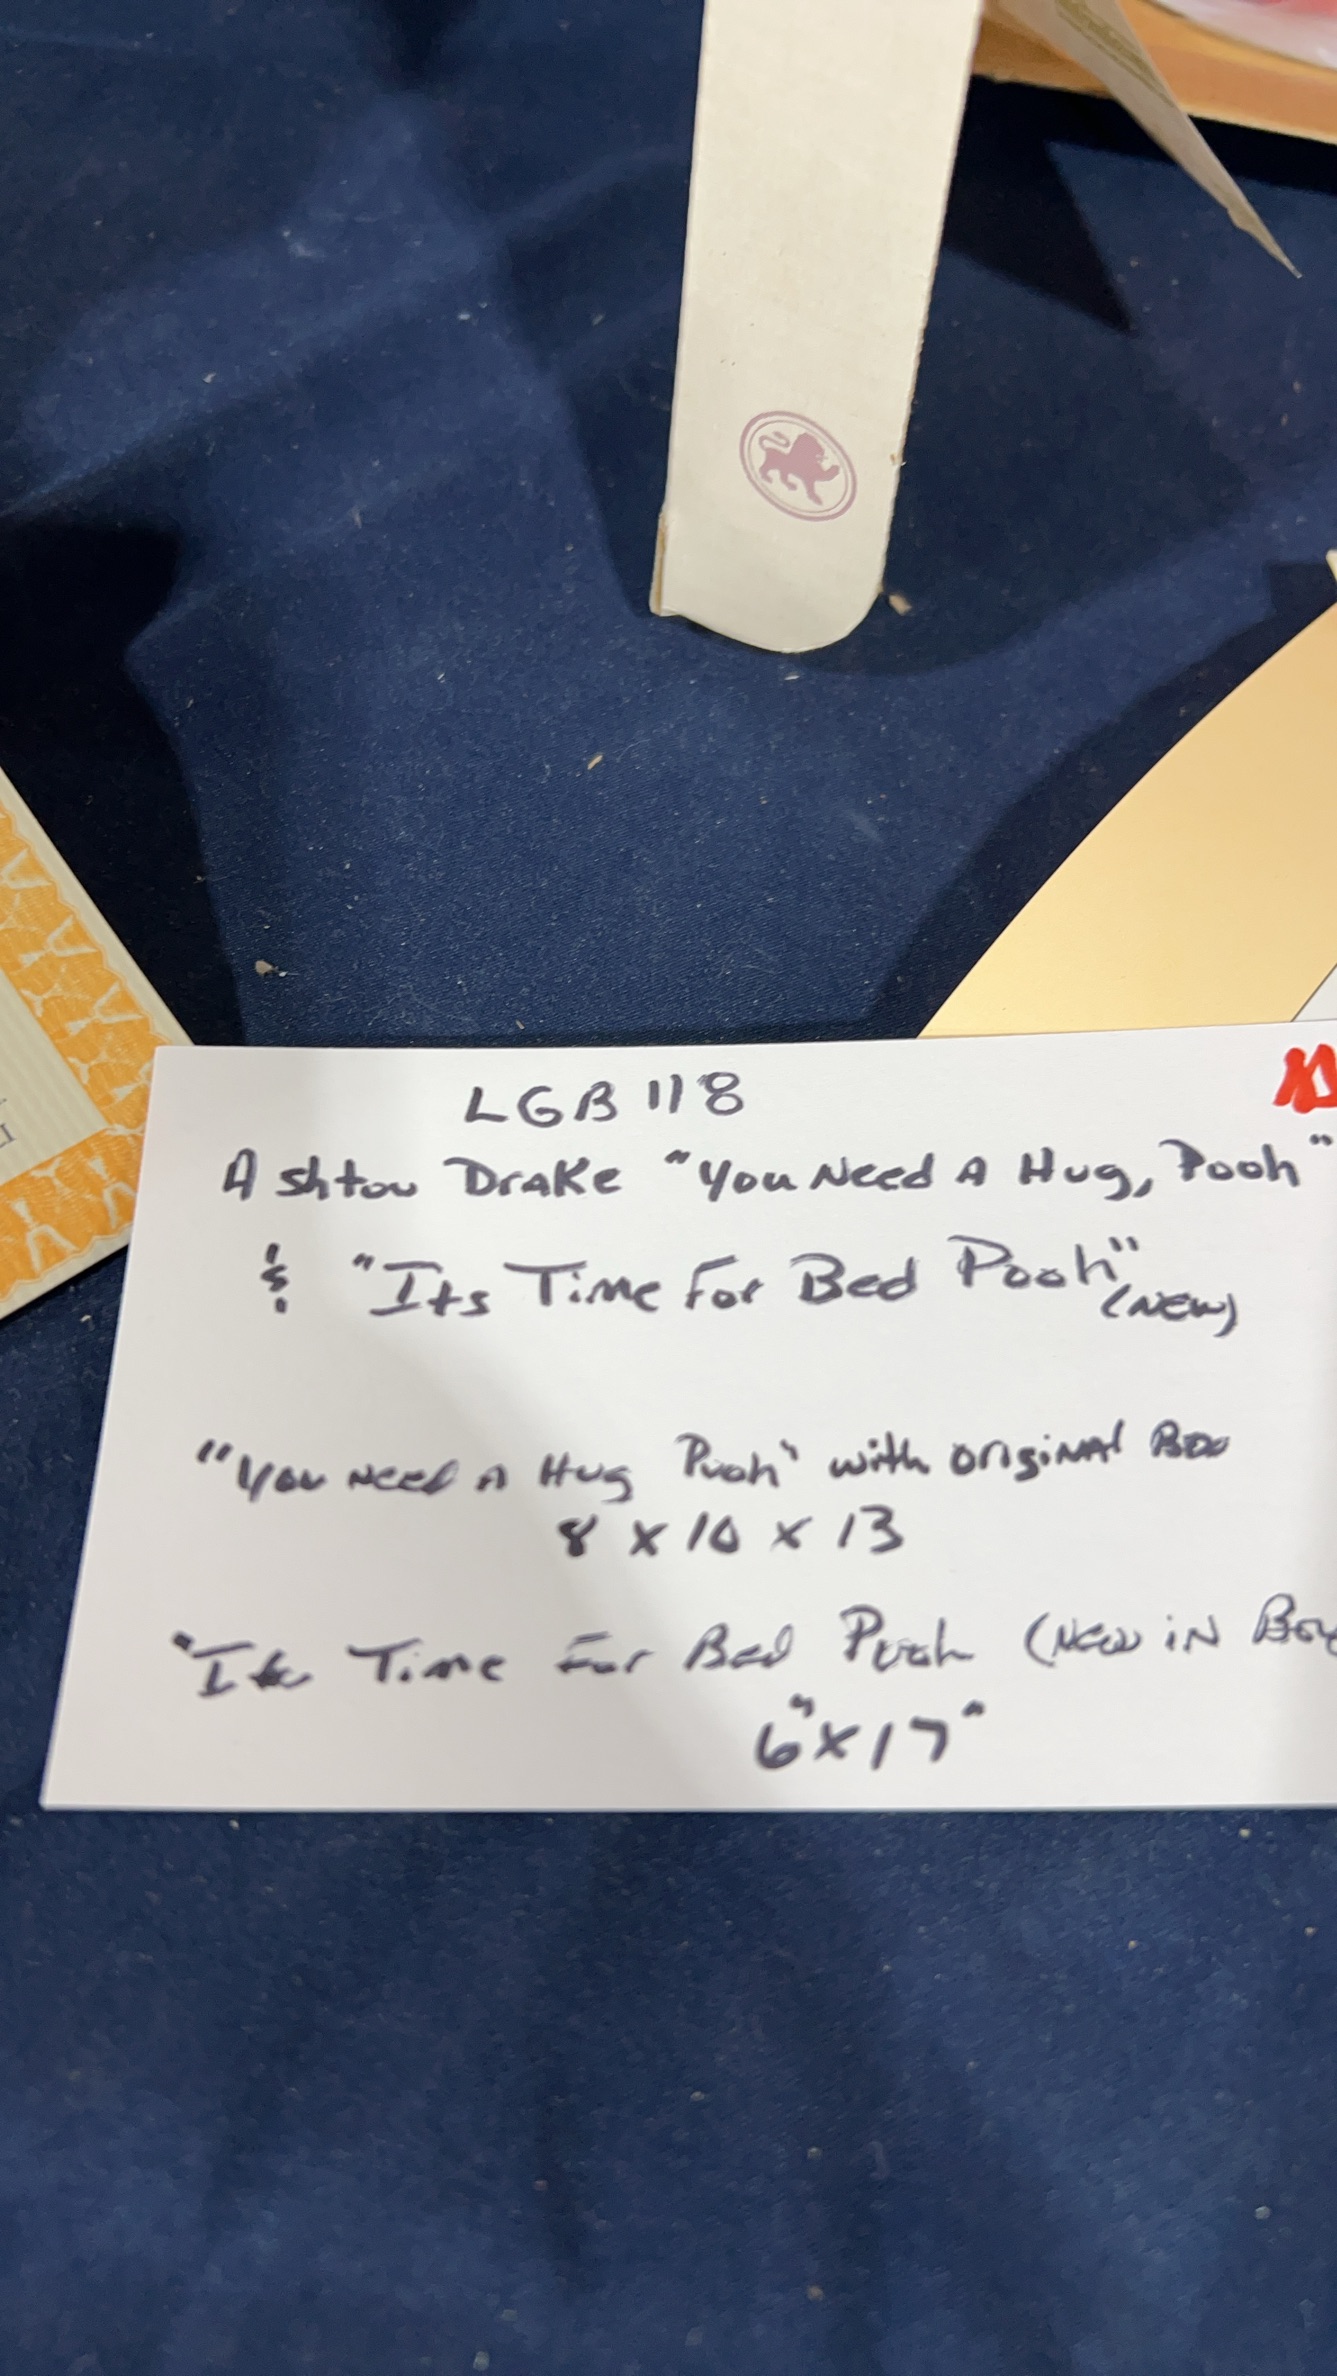 LGB 118
Ashton Drake "You Need A Hug, Pooh"
& "Its Time For Bed Pooh"
(New)
"You Need A Hug Pooh" with original Box
8 x 10 x 13
"Its Time For Bed Pooh (New in Box
6" x 17"